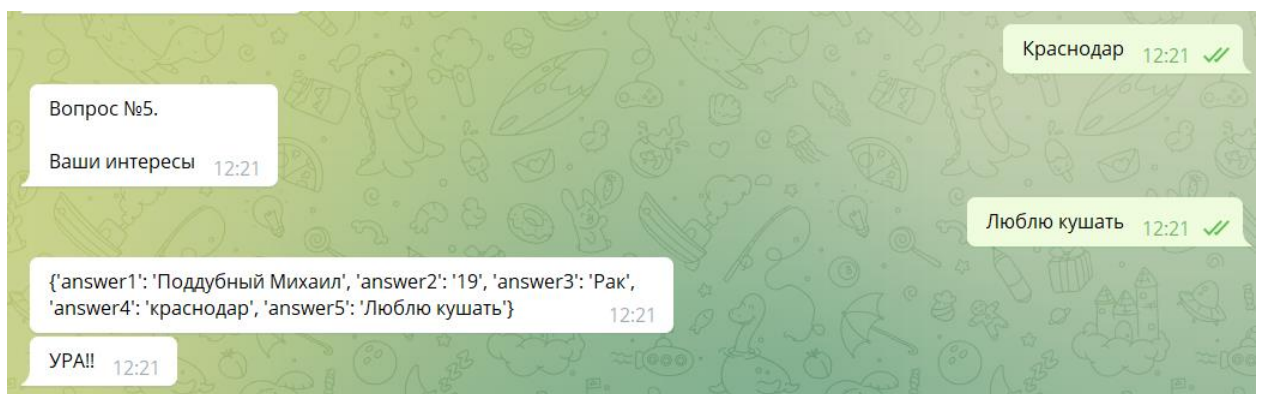 Краснодар 12:21
Вопрос №5.
Ваши интересы 12:21
Люблю кушать 12:21
{'answer1': 'Поддубный Михаил', 'answer2': '19', 'answer3': 'Рак',
'answer4': 'краснодар', 'answer5': 'Люблю кушать'} 12:21
УРА!! 12:21